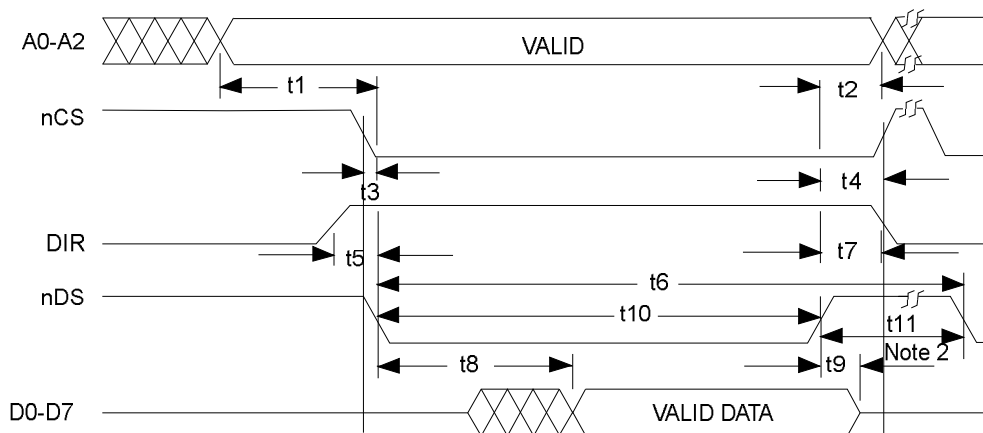 A0-A2
VALID
t1
t2
nCS
t3
t4
DIR
t5
t7
t6
nDS
t10
t11
t8
t9
Note 2
D0-D7
VALID DATA